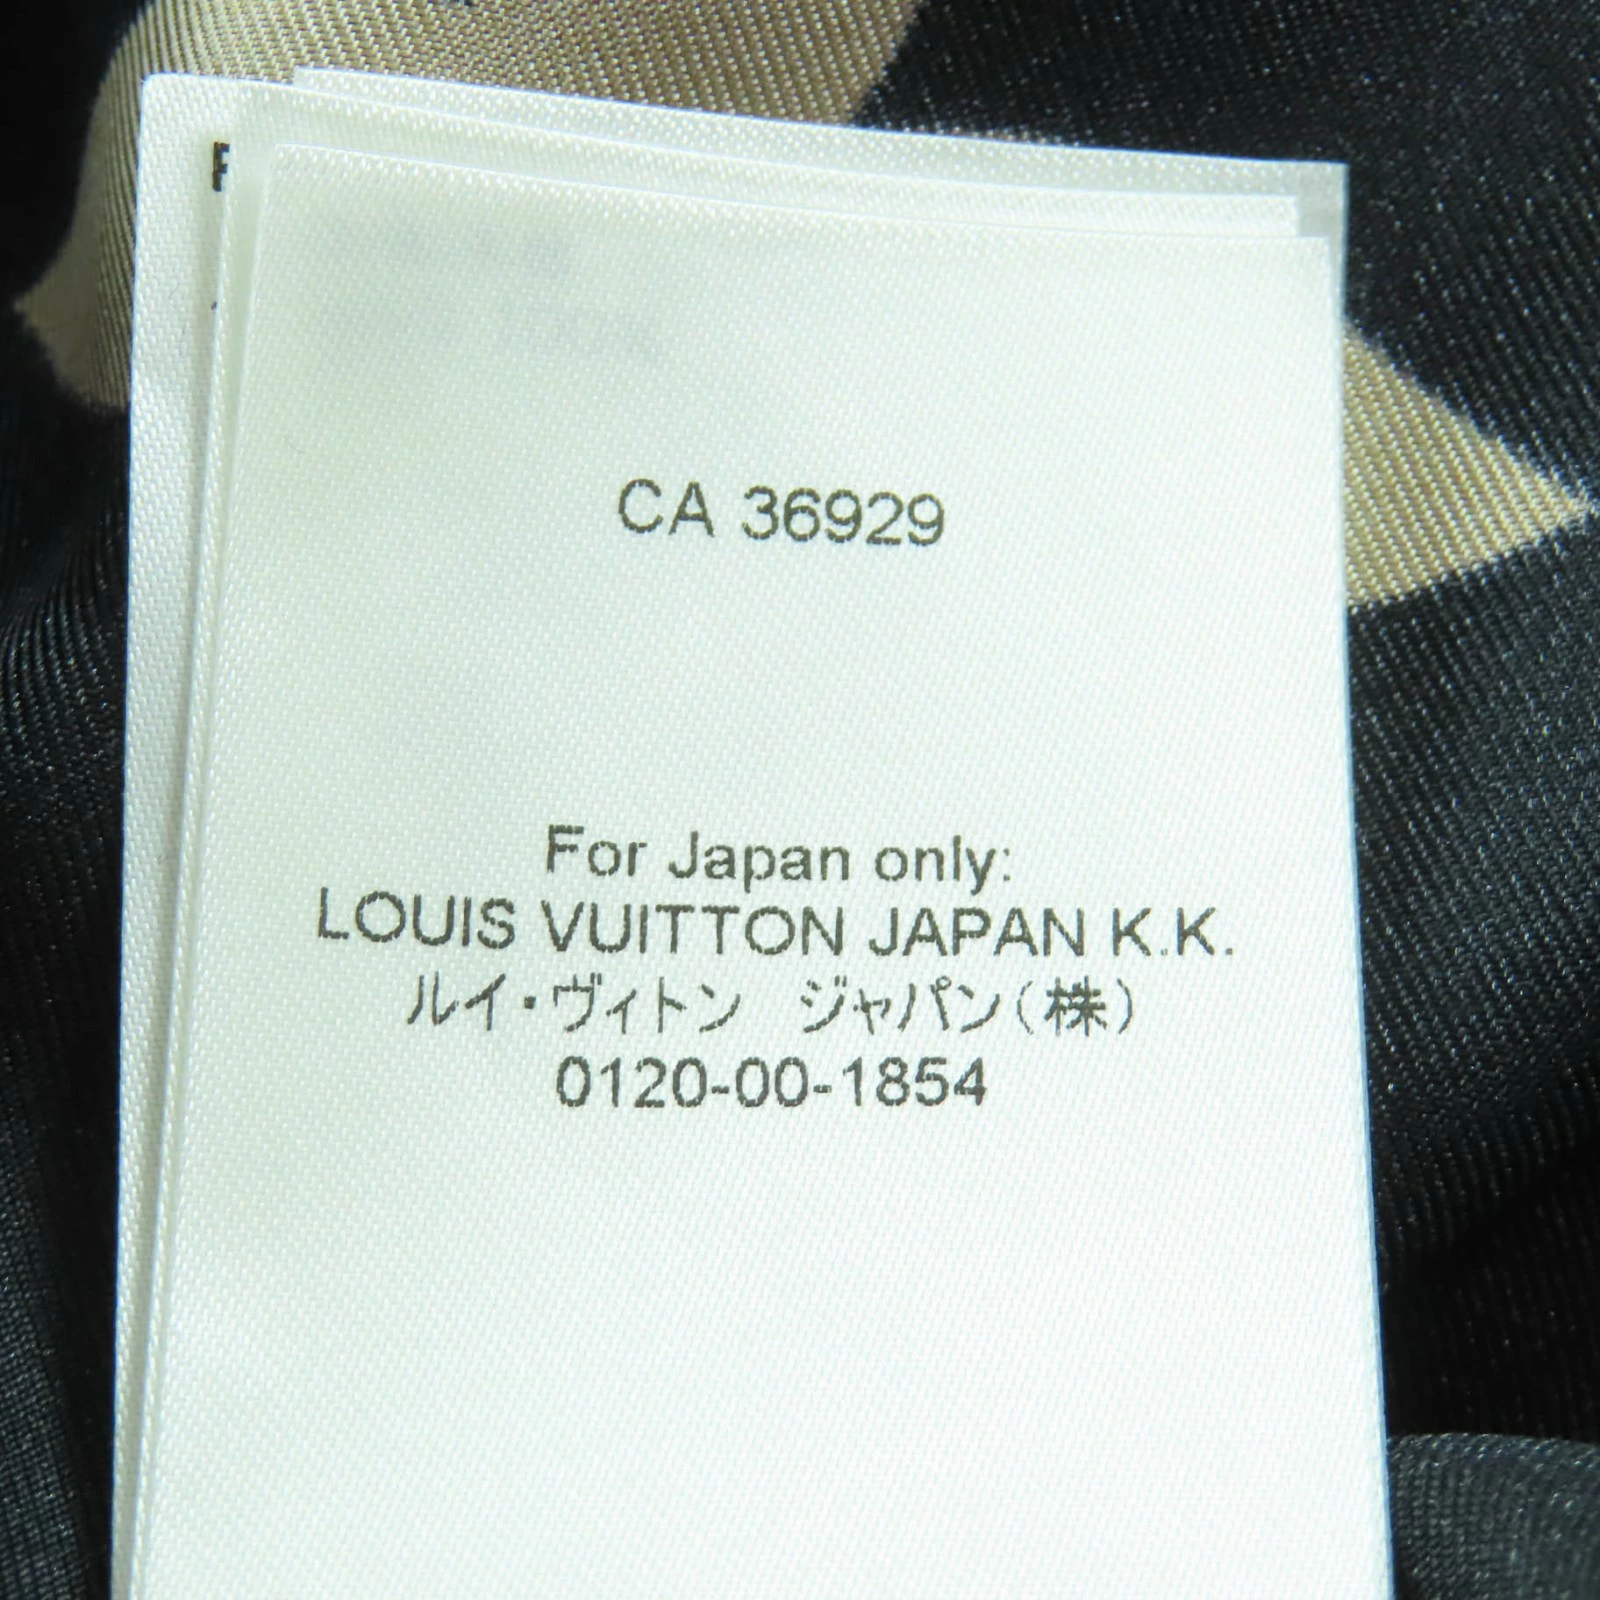 CA 36929
For Japan only:
LOUIS VUITTON JAPAN K.K.
ルイ・ヴィトン　ジャパン(株)
0120-00-1854